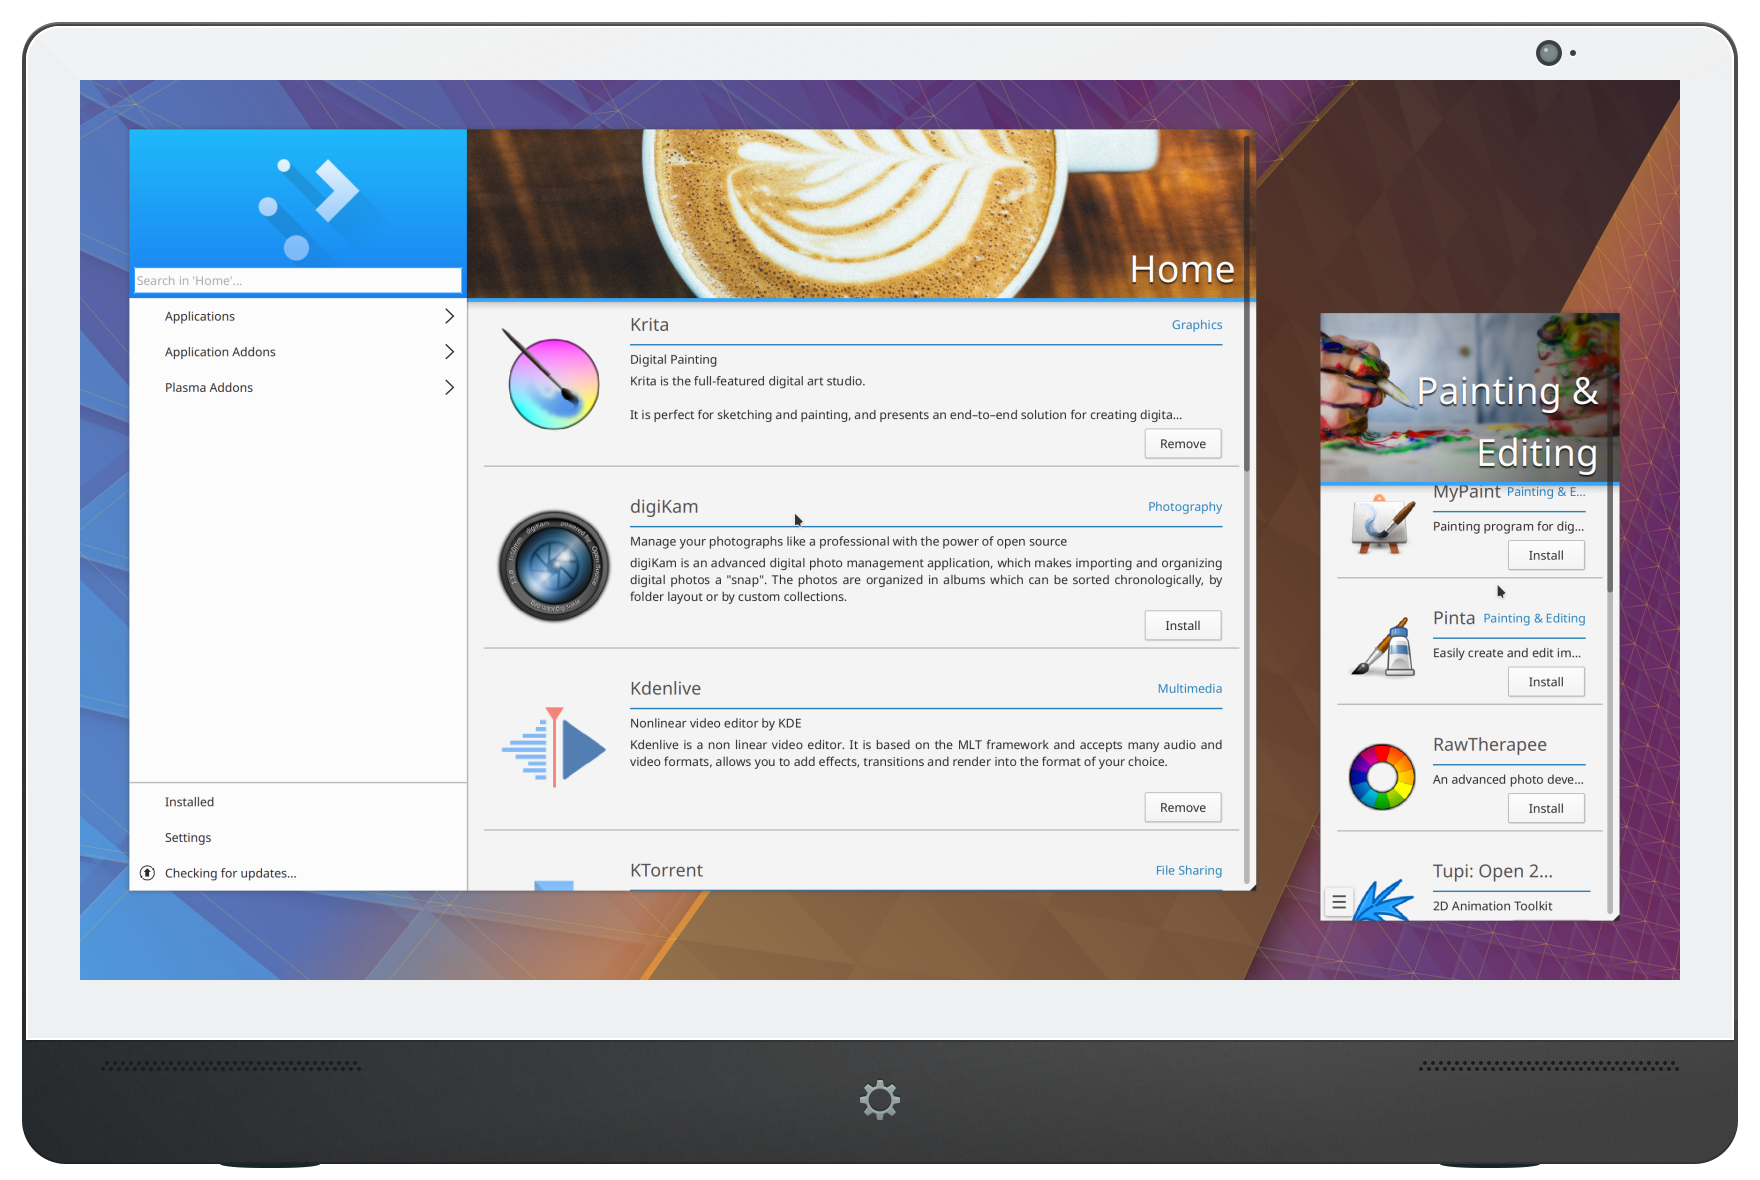 Search in 'Home'...
Applications
Application Addons
Plasma Addons
Installed
Settings
Checking for updates...
Home
Krita
Graphics
Digital Painting
Krita is the full-featured digital art studio.
It is perfect for sketching and painting, and presents an end–to–end solution for creating digita...
Remove
digiKam
Photography
Manage your photographs like a professional with the power of open source
digiKam is an advanced digital photo management application, which makes importing and organizing
digital photos a "snap". The photos are organized in albums which can be sorted chronologically, by
folder layout or by custom collections.
Install
Kdenlive
Multimedia
Nonlinear video editor by KDE
Kdenlive is a non linear video editor. It is based on the MLT framework and accepts many audio and
video formats, allows you to add effects, transitions and render into the format of your choice.
Remove
KTorrent
File Sharing
Painting &
Editing
MyPaint
Painting & E...
Painting program for dig...
Install
Pinta
Painting & Editing
Easily create and edit im...
Install
RawTherapee
An advanced photo deve...
Install
Tupi: Open 2...
2D Animation Toolkit